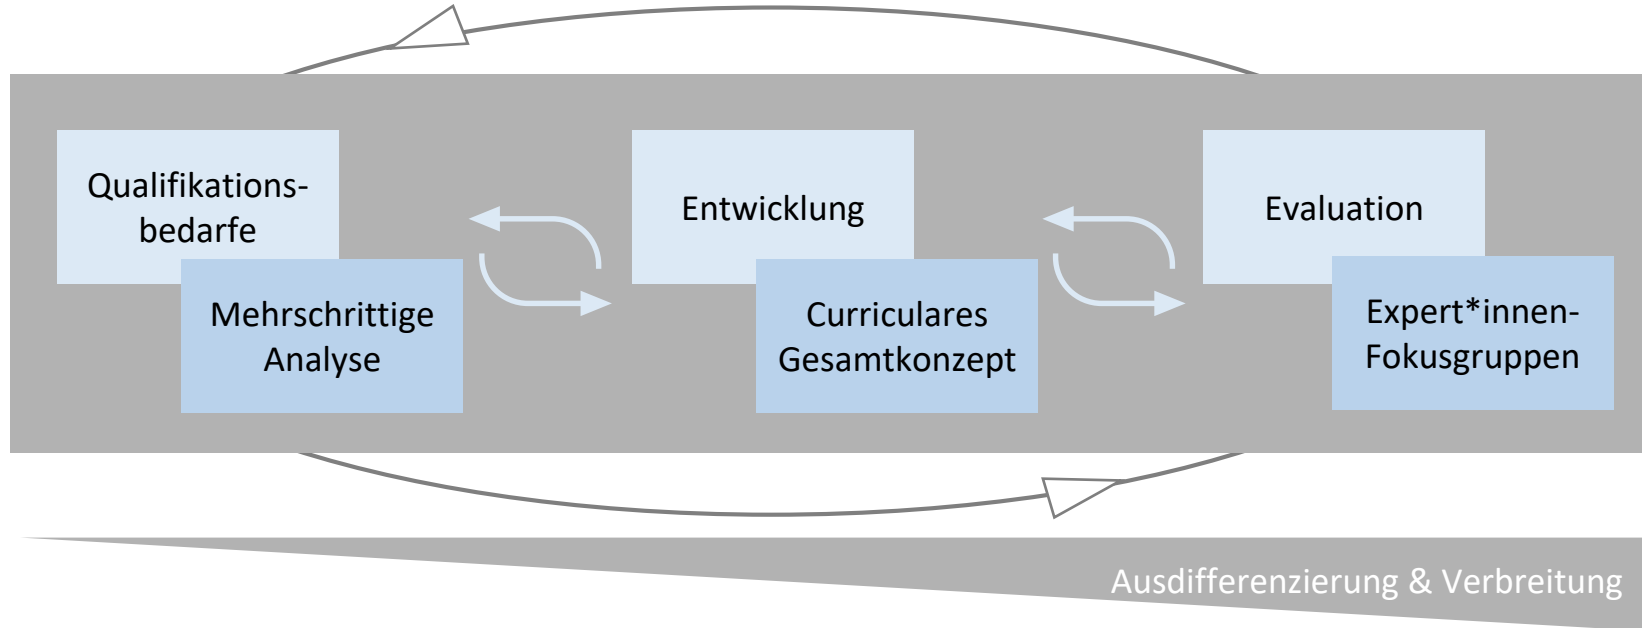 Qualifikations-
bedarfe
Mehrschrittige
Analyse
Entwicklung
Curriculares
Gesamtkonzept
Evaluation
Expert*innen-
Fokusgruppen
Ausdifferenzierung & Verbreitung